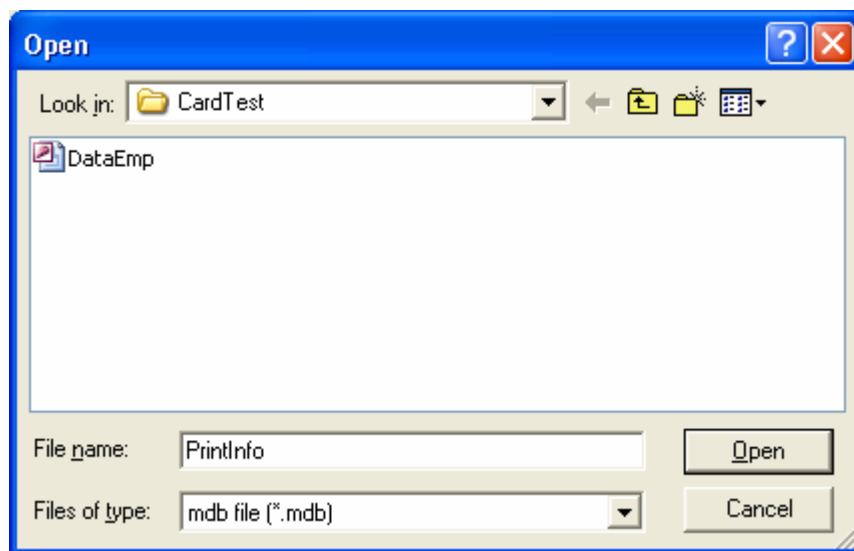 Open
Look in: CardTest
DataEmp
File name: PrintInfo Open
Files of type: mdb file (*.mdb) Cancel